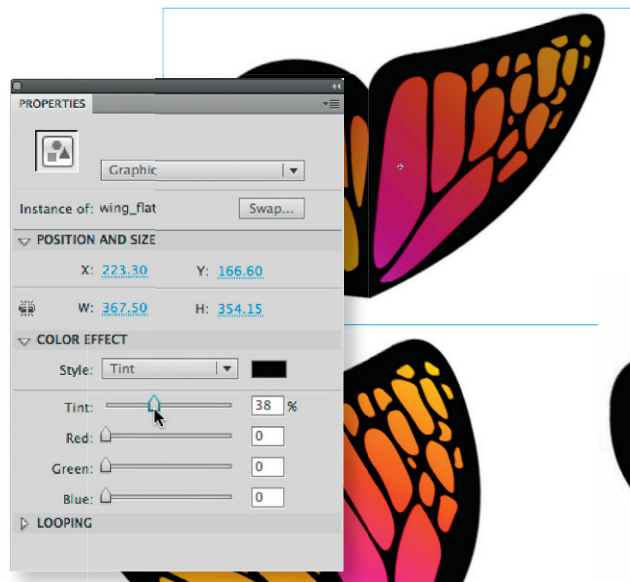 PROPERTIES
Graphic
Instance of: wing_flat Swap...
POSITION AND SIZE
X: 223.30 Y: 166.60
W: 367.50 H: 354.15
COLOR EFFECT
Style: Tint
Tint: 38 %
Red: 0
Green: 0
Blue: 0
LOOPING